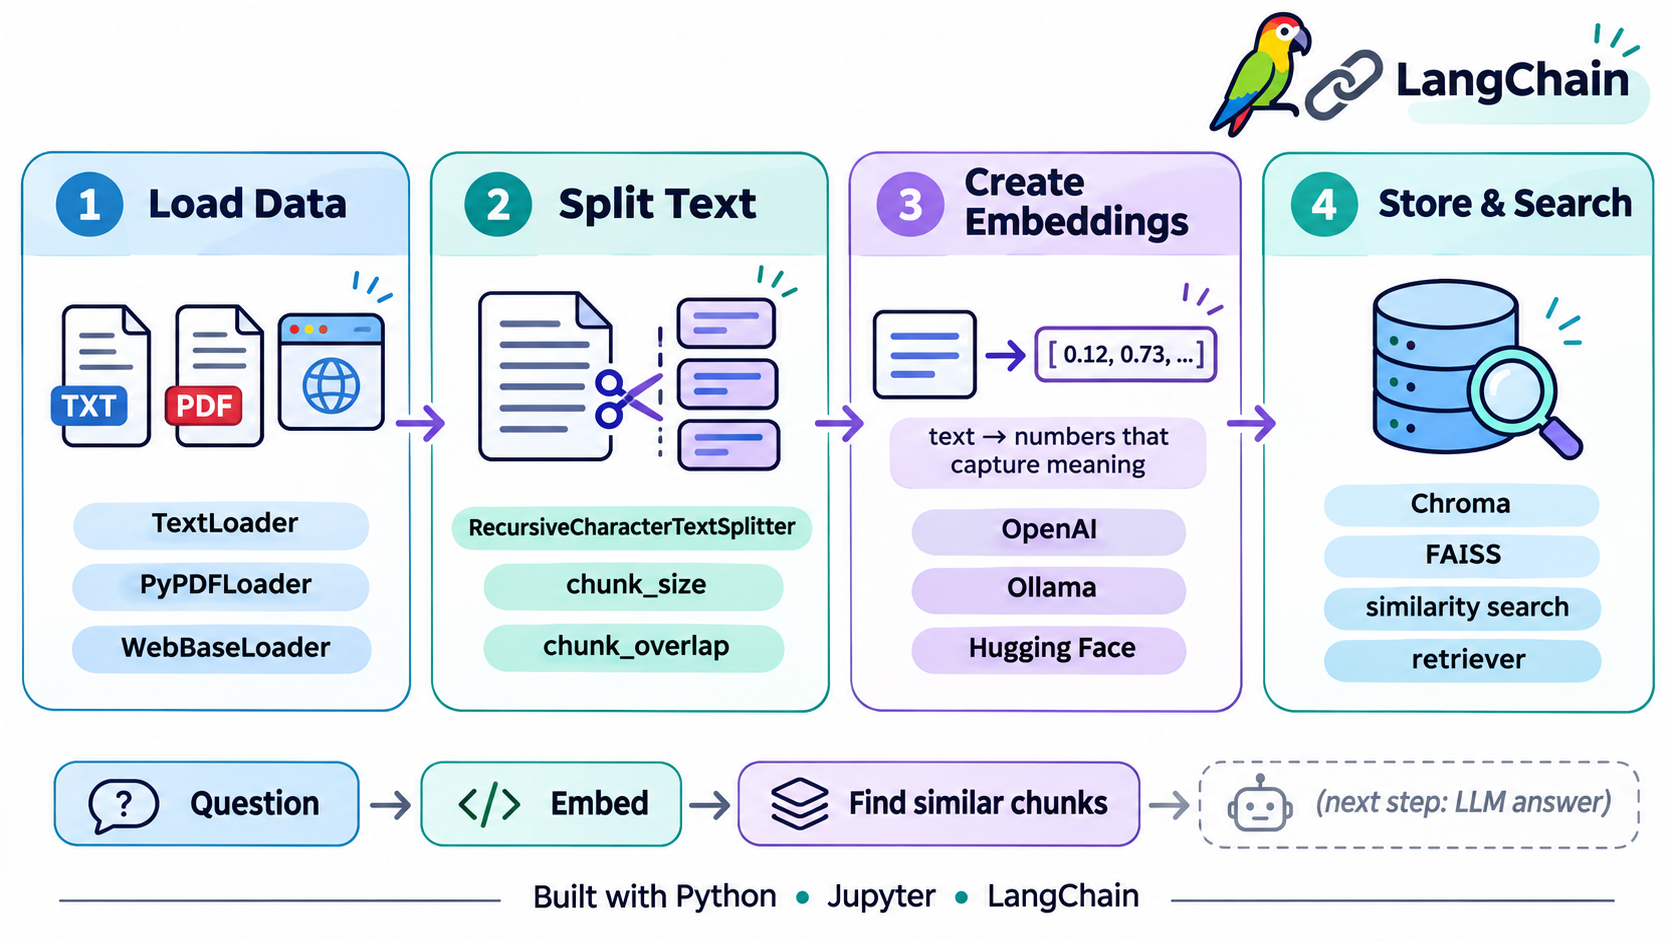 LangChain
1 Load Data
TXT
PDF
TextLoader
PyPDFLoader
WebBaseLoader
2 Split Text
RecursiveCharacterTextSplitter
chunk_size
chunk_overlap
3 Create
Embeddings
[ 0.12, 0.73, ... ]
text → numbers that
capture meaning
OpenAI
Ollama
Hugging Face
4 Store & Search
Chroma
FAISS
similarity search
retriever
? Question
</> Embed
Find similar chunks
(next step: LLM answer)
Built with Python • Jupyter • LangChain